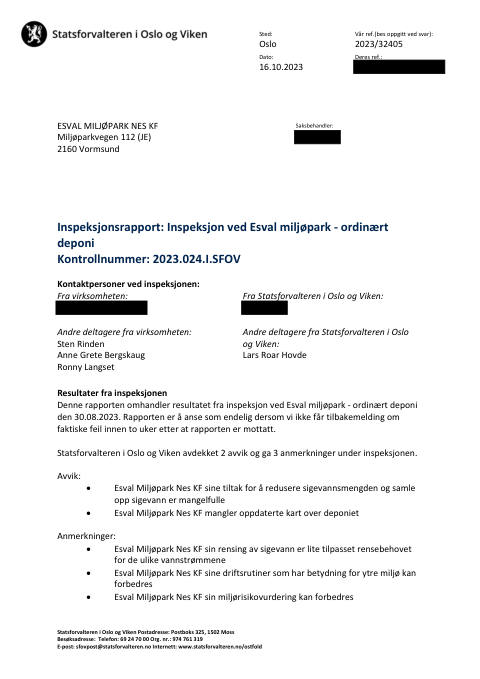 Statsforvalteren i Oslo og Viken
Sted:
Oslo
Dato:
16.10.2023
Vår ref.(bes oppgitt ved svar):
2023/32405
Deres ref.:
ESVAL MILJØPARK NES KF
Miljøparkvegen 112 (JE)
2160 Vormsund
Saksbehandler:
Inspeksjonsrapport: Inspeksjon ved Esval miljøpark - ordinært
deponi
Kontrollnummer: 2023.024.I.SFOV
Kontaktpersoner ved inspeksjonen:
Fra virksomheten:
Fra Statsforvalteren i Oslo og Viken:
Andre deltagere fra virksomheten:
Sten Rinden
Anne Grete Bergskaug
Ronny Langset
Andre deltagere fra Statsforvalteren i Oslo
og Viken:
Lars Roar Hovde
Resultater fra inspeksjonen
Denne rapporten omhandler resultatet fra inspeksjon ved Esval miljøpark - ordinært deponi
den 30.08.2023. Rapporten er å anse som endelig dersom vi ikke får tilbakemelding om
faktiske feil innen to uker etter at rapporten er mottatt.
Statsforvalteren i Oslo og Viken avdekket 2 avvik og ga 3 anmerkninger under inspeksjonen.
Avvik:
• Esval Miljøpark Nes KF sine tiltak for å redusere sigevannsmengden og samle
opp sigevann er mangelfulle
• Esval Miljøpark Nes KF mangler oppdaterte kart over deponiet
Anmerkninger:
• Esval Miljøpark Nes KF sin rensing av sigevann er lite tilpasset rensebehovet
for de ulike vannstrømmene
• Esval Miljøpark Nes KF sine driftsrutiner som har betydning for ytre miljø kan
forbedres
• Esval Miljøpark Nes KF sin miljørisikovurdering kan forbedres
Statsforvalteren i Oslo og Viken Postadresse: Postboks 325, 1502 Moss
Besøksadresse: Telefon: 69 24 70 00 Org. nr.: 974 761 319
E-post: sfovpost@statsforvalteren.no Internett: www.statsforvalteren.no/ostfold